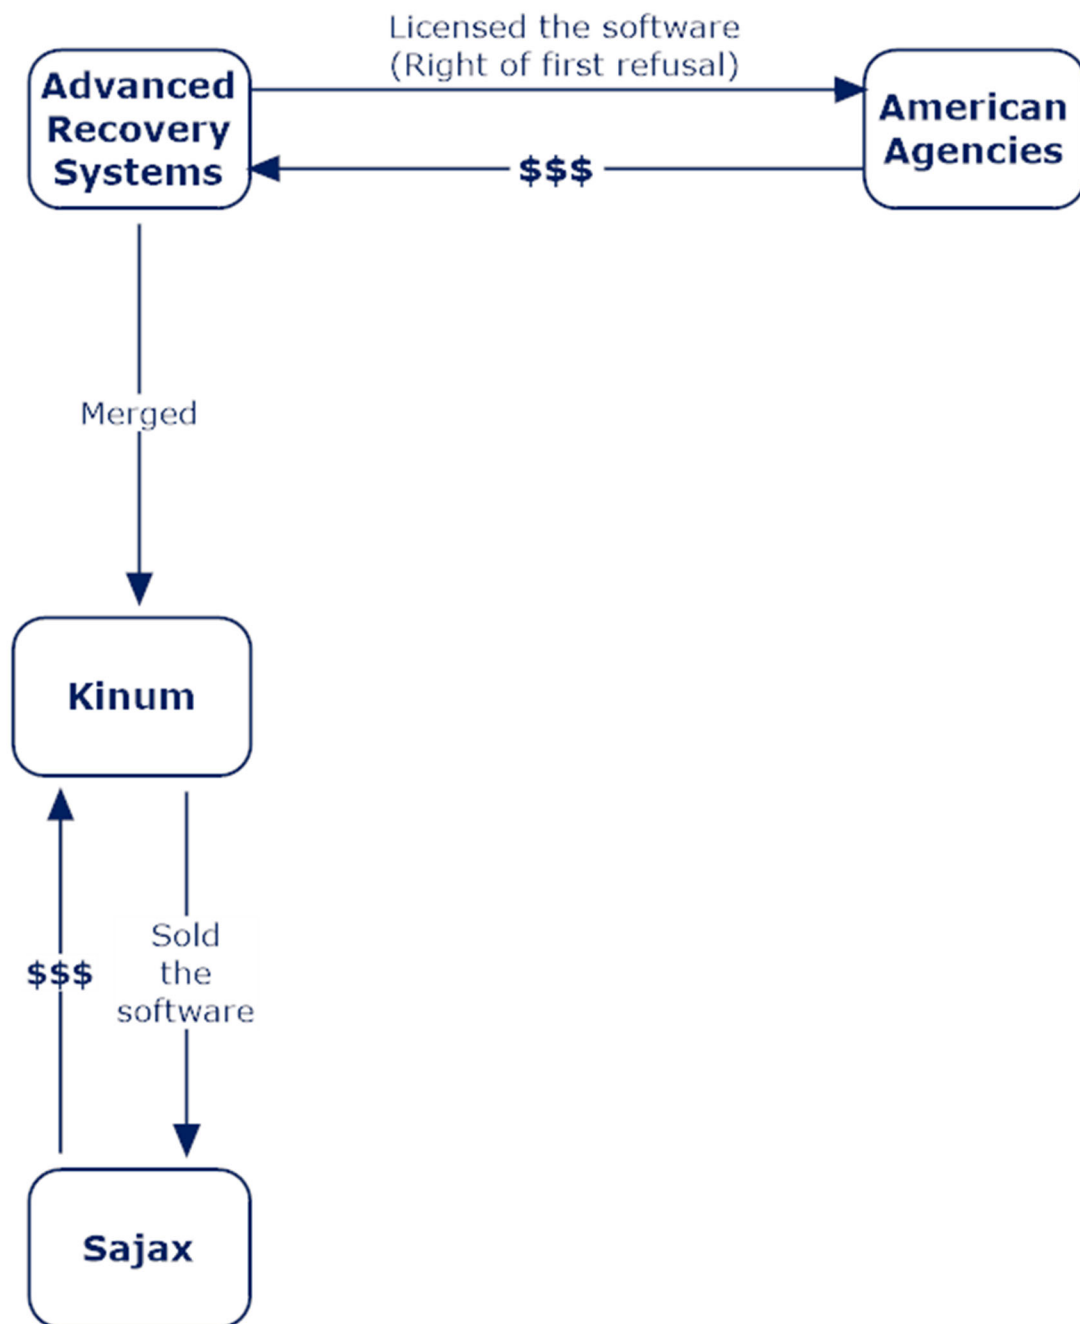 Licensed the software
(Right of first refusal)
Advanced
Recovery
Systems
American
Agencies
$$$
Merged
Kinum
Sold
the
software
$$$
Sajax